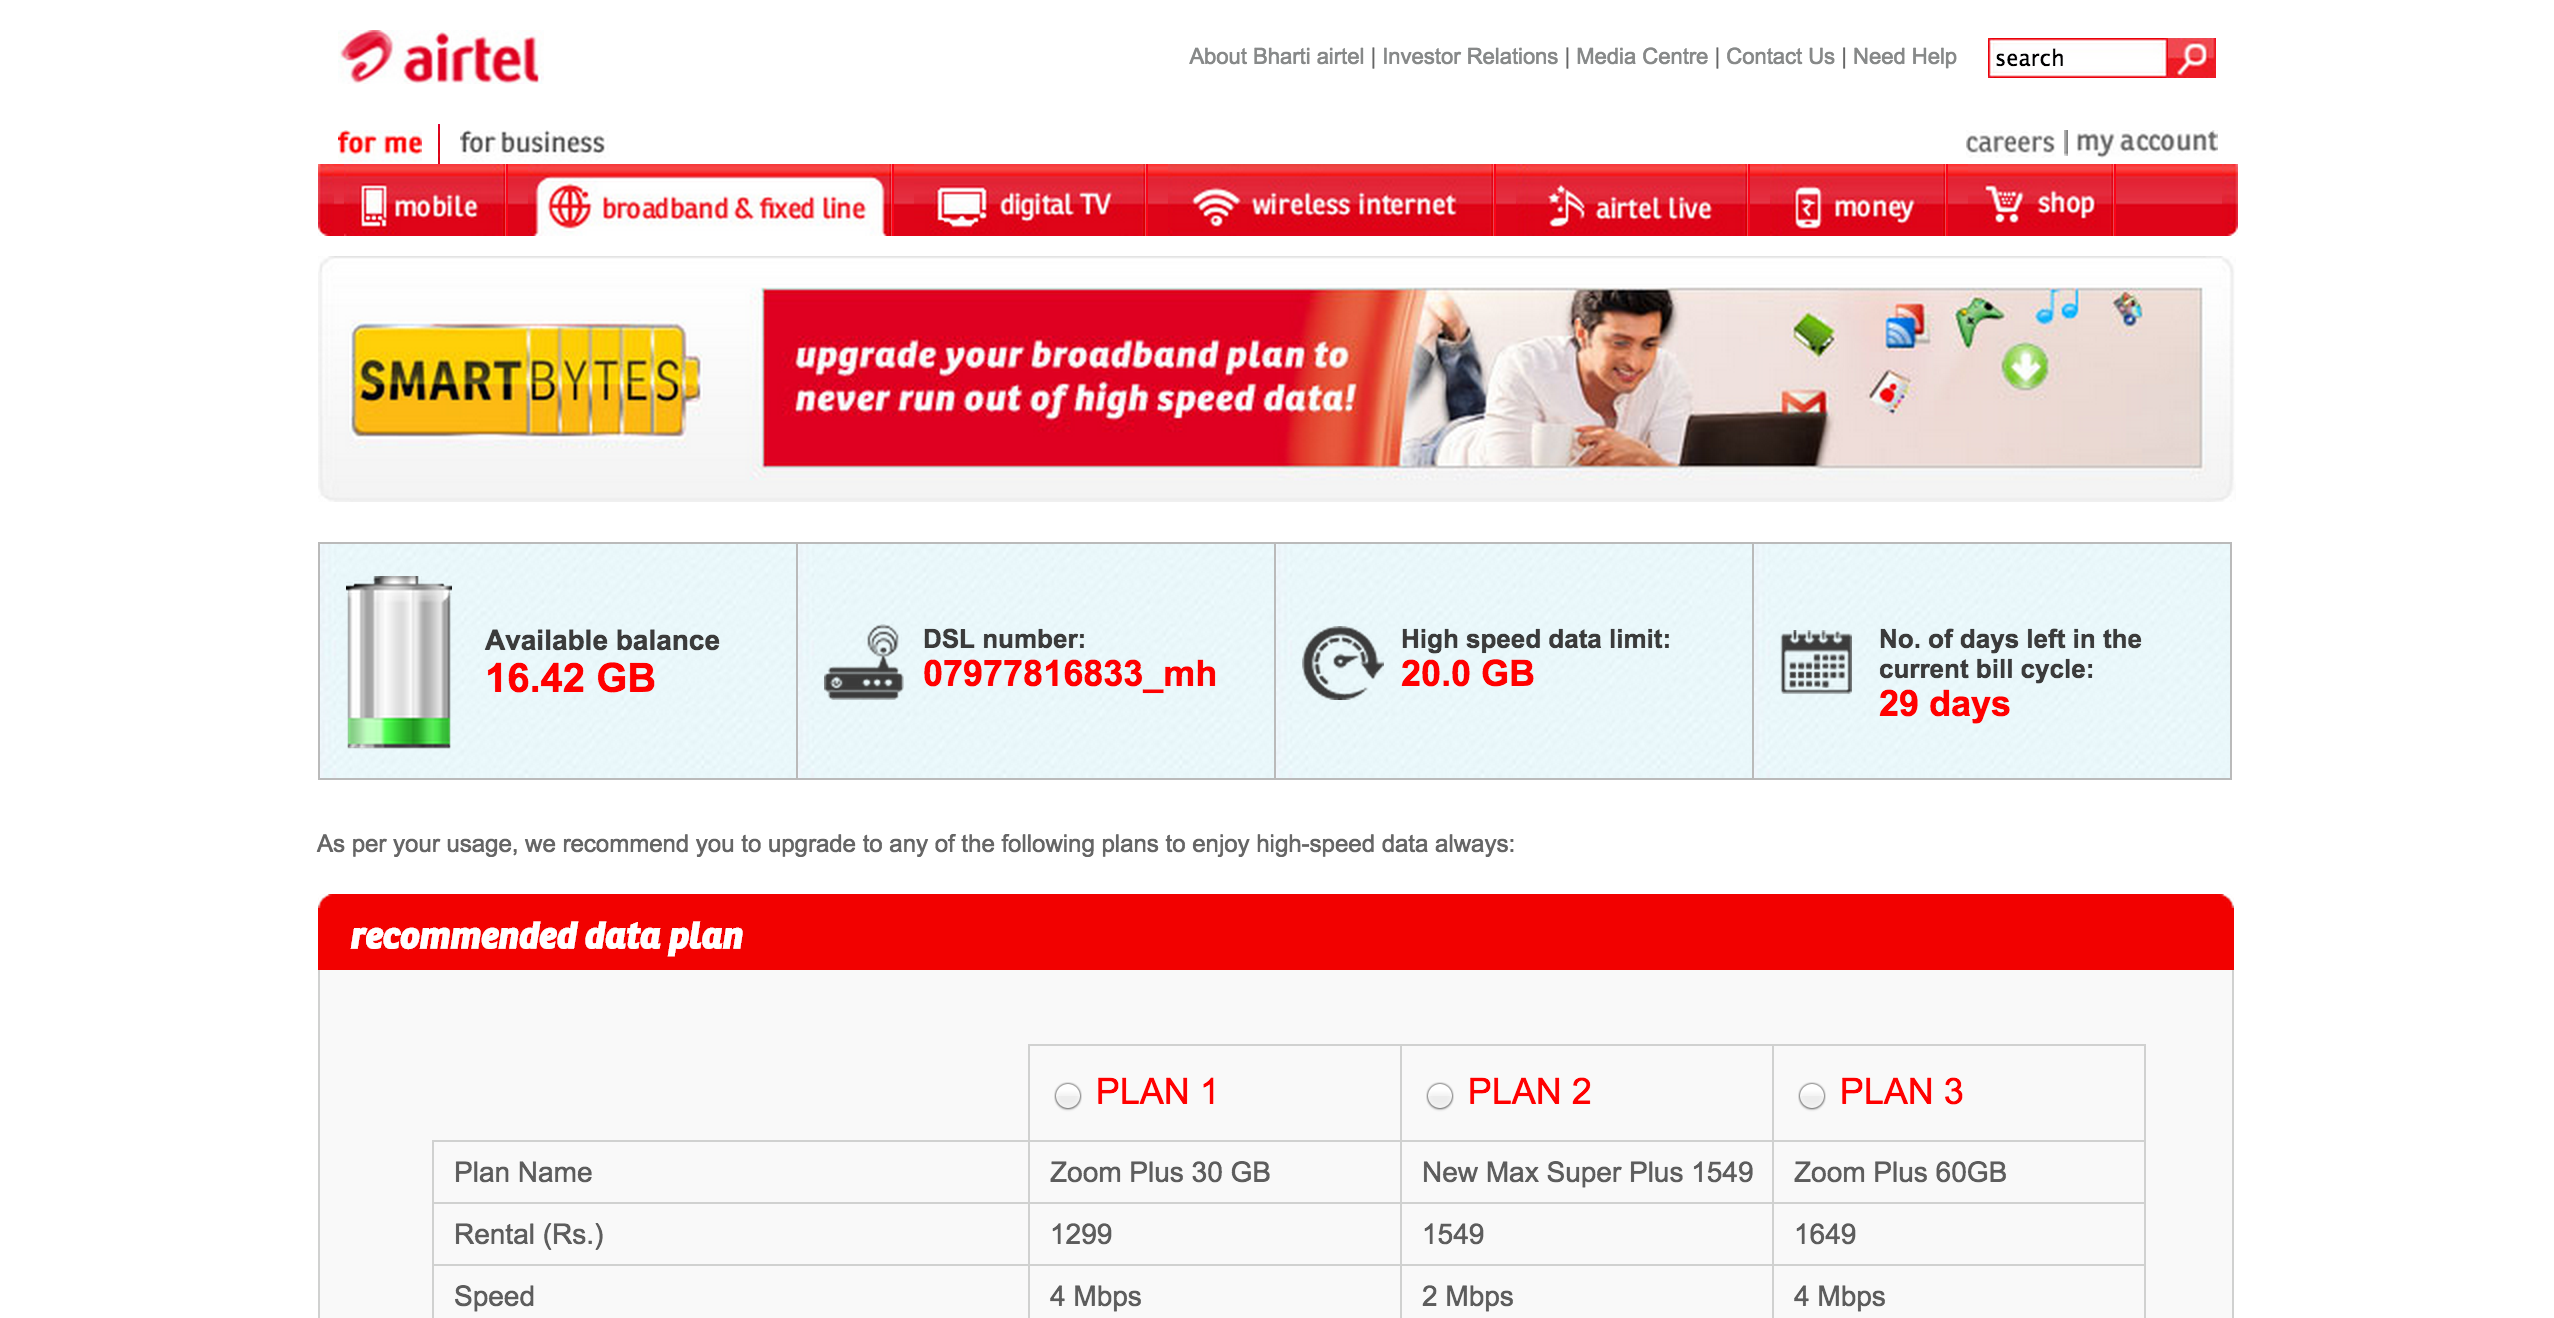 airtel
About Bharti airtel | Investor Relations | Media Centre | Contact Us | Need Help
search
for me
for business
careers | my account
mobile
broadband & fixed line
digital TV
wireless internet
airtel live
money
shop
SMARTBYTES
upgrade your broadband plan to
never run out of high speed data!
Available balance
16.42 GB
DSL number:
07977816833_mh
High speed data limit:
20.0 GB
No. of days left in the
current bill cycle:
29 days
As per your usage, we recommend you to upgrade to any of the following plans to enjoy high-speed data always:
recommended data plan
PLAN 1 PLAN 2 PLAN 3
Plan Name Zoom Plus 30 GB New Max Super Plus 1549 Zoom Plus 60GB
Rental (Rs.) 1299 1549 1649
Speed 4 Mbps 2 Mbps 4 Mbps